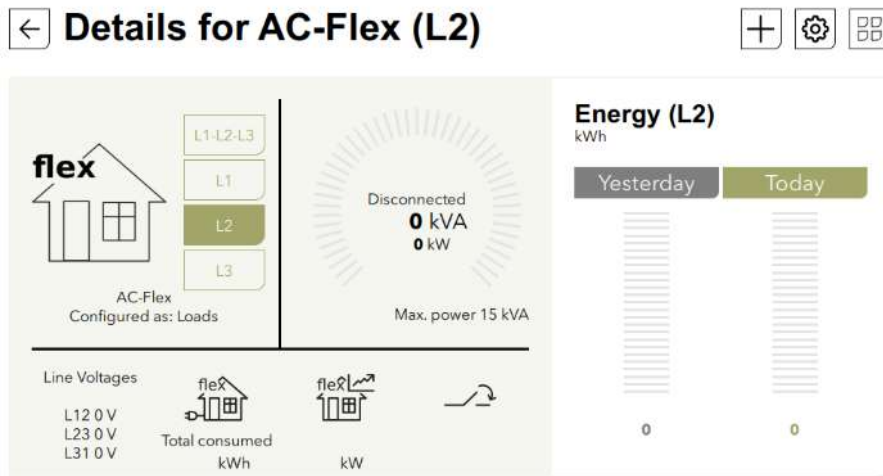 Details for AC-Flex (L2)
flex
L1-L2-L3
L1
L2
L3
AC-Flex
Configured as: Loads
Disconnected
0 kVA
0 kW
Max. power 15 kVA
Line Voltages
L12 0 V
L23 0 V
L31 0 V
flex
Total consumed
kWh
flex
kW
Energy (L2)
kWh
Yesterday
Today
0
0